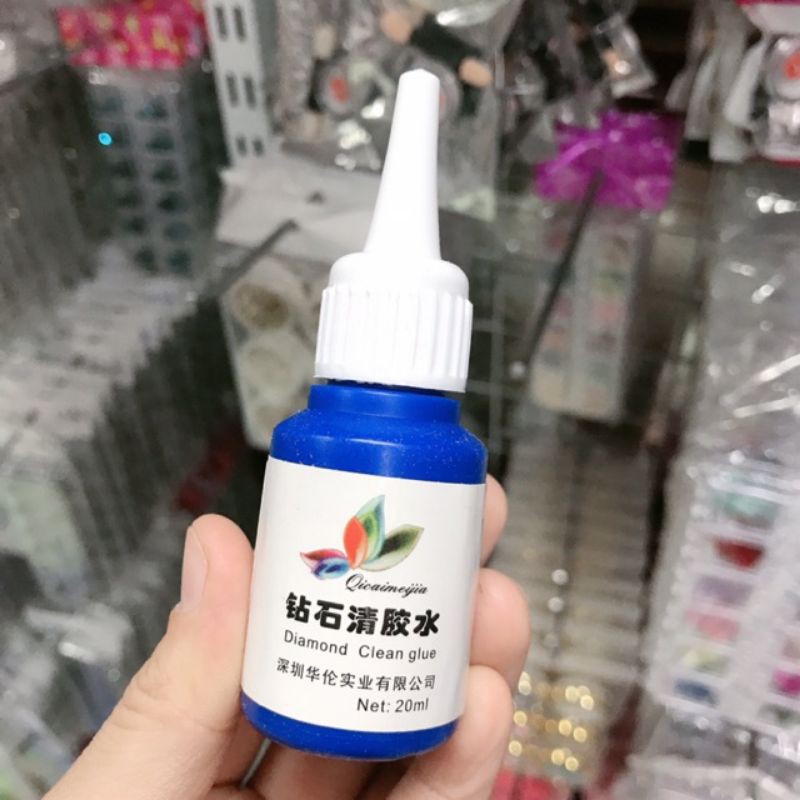 Qicaimeijia
钻石清胶水
Diamond Clean glue
深圳华伦实业有限公司
Net: 20ml